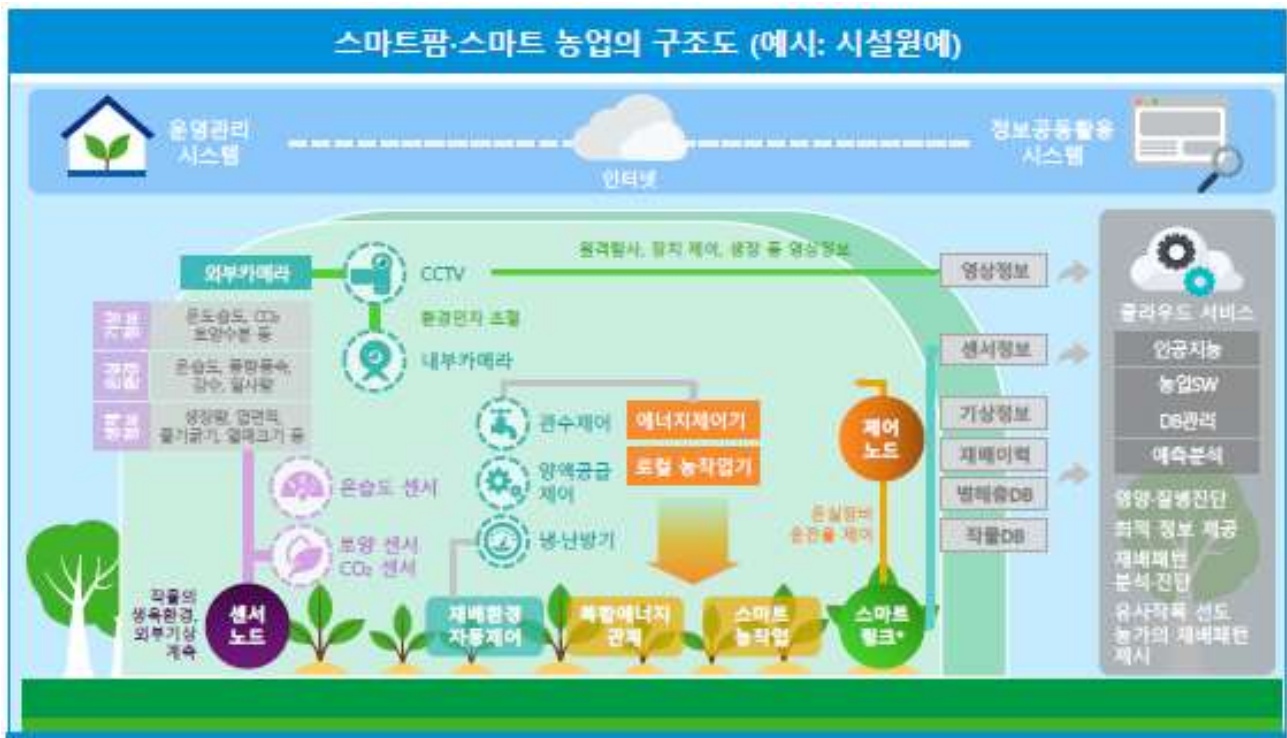 스마트팜·스마트 농업의 구조도 (예시: 시설원예)
운영관리
시스템
인터넷
정보공동활용
시스템
외부카메라
CCTV
원격필사, 장치 제어, 생장 등 영상정보
환경인자 조절
내부카메라
온도습도, CO₂
토양수분 등
온습도, 풍향풍속,
강수, 일사량
생장량, 엽면적,
줄기굵기, 열매크기 등
온습도 센서
토양 센서
CO₂ 센서
작물의
생육환경,
외부기상
계측
센서
노드
관수제어
양액공급
제어
냉·난방기
에너지제어기
로컬 농작업기
재배환경
자동제어
복합에너지
관제
스마트
농작업
제어
노드
온실장비
운전을 제어
스마트
링크*
영상정보
센서정보
기상정보
재배이력
병해충DB
작물DB
클라우드 서비스
인공지능
농업SW
DB관리
예측분석
영양·질병진단
최적 정보 제공
재배패턴
분석·진단
유사작목 선도
농가의 재배패턴
제시